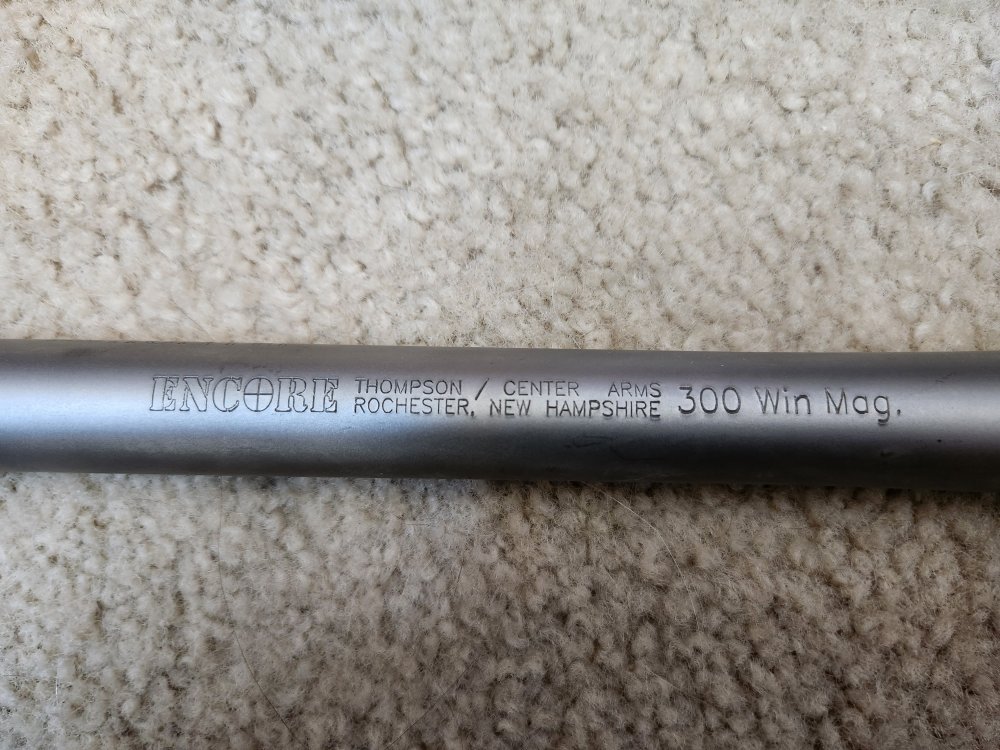 ENCORE THOMPSON / CENTER ARMS
ROCHESTER, NEW HAMPSHIRE 300 Win Mag.